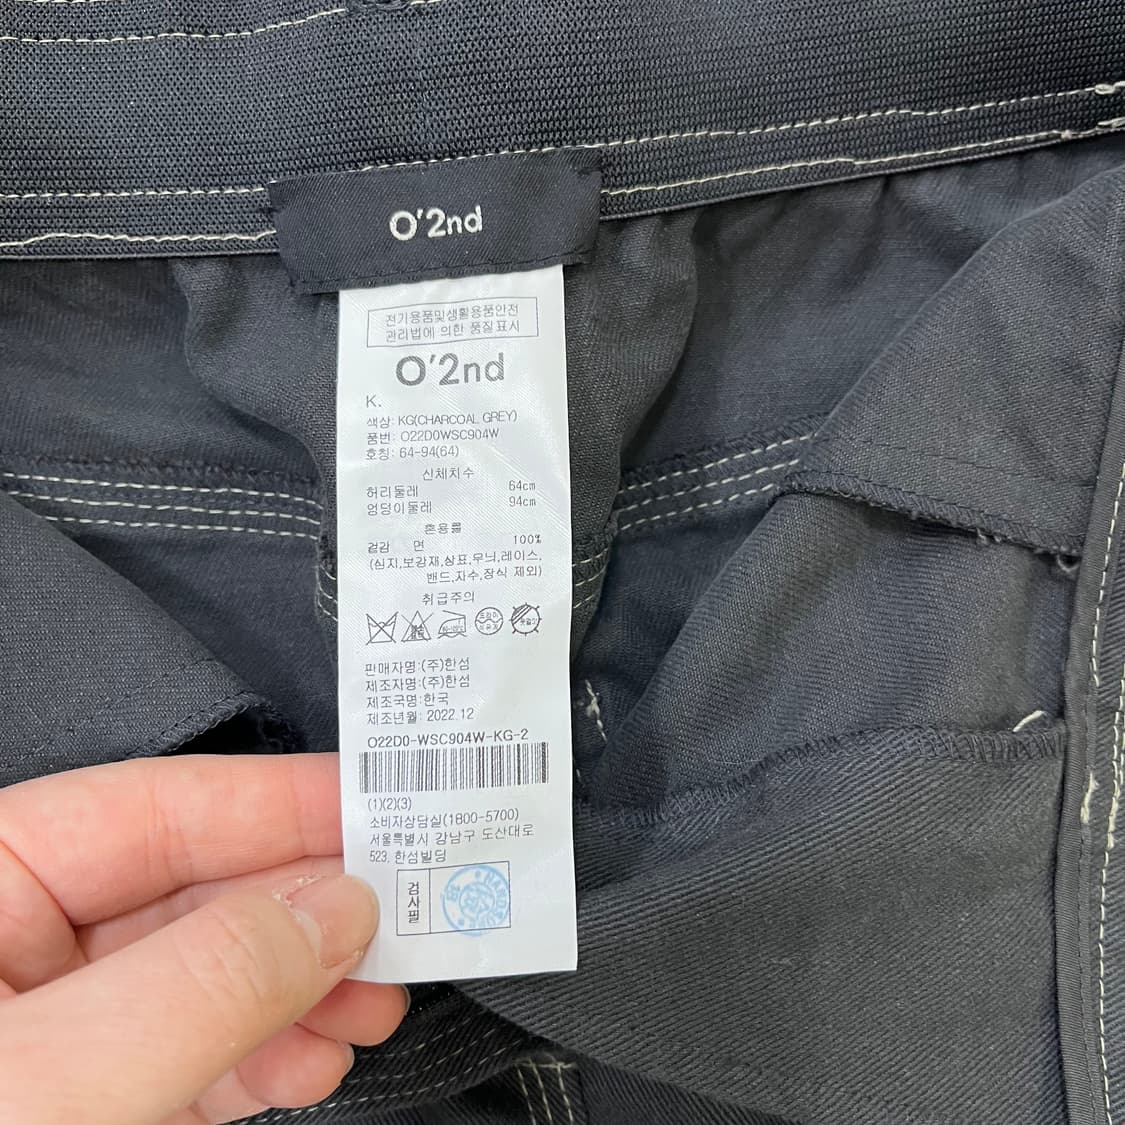 O'2nd
전기용품및생활용품안전
관리법에 의한 품질표시
O'2nd
K.
색상: KG(CHARCOAL GREY)
품번: O22D0WSC904W
호칭: 64-94(64)
신체치수
허리둘레 64cm
엉덩이둘레 94cm
혼용률
겉감 면 100%
(심지,보강재,상표,무늬,레이스,
밴드,자수,장식 제외)
취급주의
판매자명:(주)한섬
제조자명:(주)한섬
제조국명:한국
제조년월: 2022.12
O22D0-WSC904W-KG-2
(1)(2)(3)
소비자상담실(1800-5700)
서울특별시 강남구 도산대로
523, 한섬빌딩
검사필